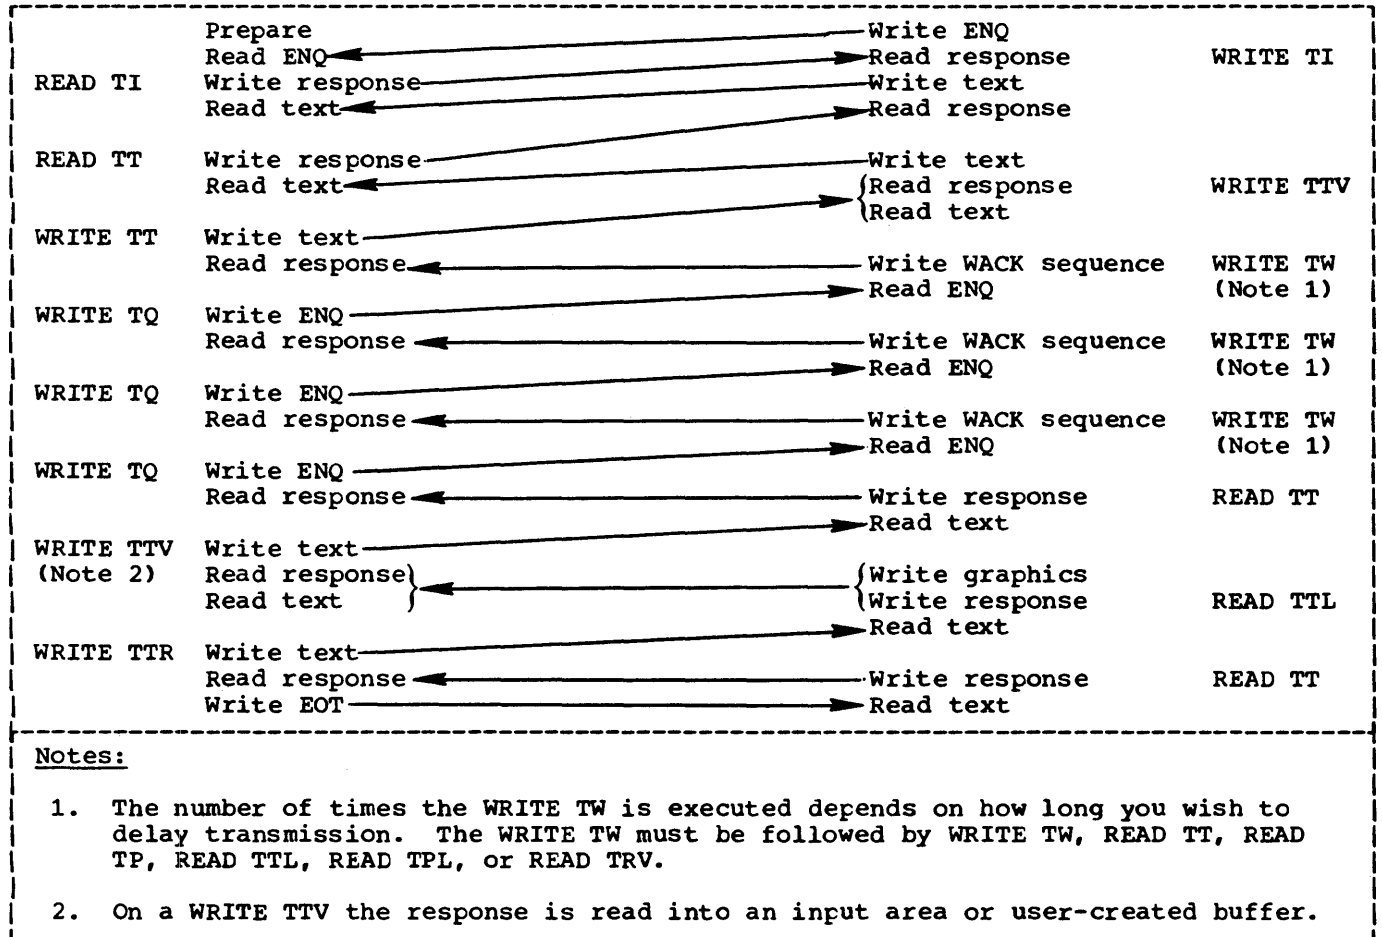 Prepare Write ENQ
Read ENQ Read response WRITE TI
READ TI Write response Write text
Read text Read response
READ TT Write response Write text
Read text Read response WRITE TTV
Read text
WRITE TT Write text
Read response Write WACK sequence WRITE TW
Read ENQ (Note 1)
WRITE TQ Write ENQ
Read response Write WACK sequence WRITE TW
Read ENQ (Note 1)
WRITE TQ Write ENQ
Read response Write WACK sequence WRITE TW
Read ENQ (Note 1)
WRITE TQ Write ENQ
Read response Write response READ TT
Read text
WRITE TTV Write text
(Note 2) Read response Write graphics
Read text Write response READ TTL
Read text
WRITE TTR Write text
Read response Write response READ TT
Write EOT Read text
Notes:
1. The number of times the WRITE TW is executed depends on how long you wish to
delay transmission. The WRITE TW must be followed by WRITE TW, READ TT, READ
TP, READ TTL, READ TPL, or READ TRV.
2. On a WRITE TTV the response is read into an input area or user-created buffer.